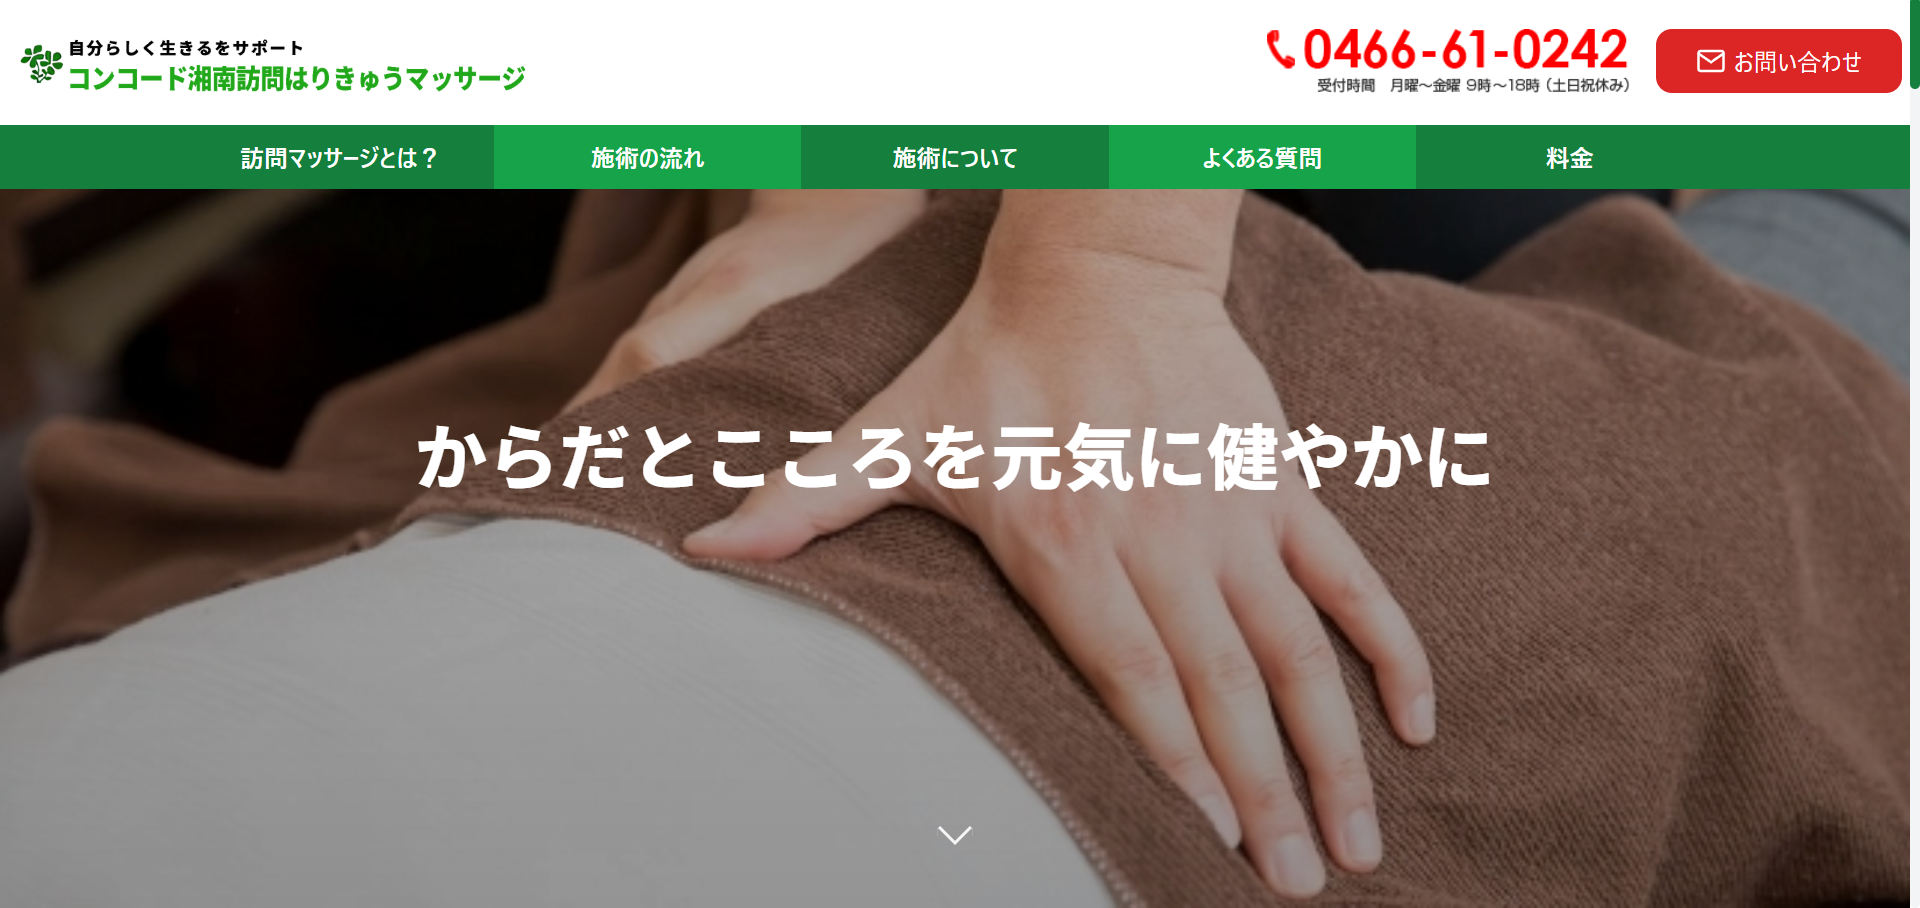 自分らしく生きるをサポート
コンコード湘南訪問はりきゅうマッサージ
0466-61-0242
受付時間 月曜～金曜 9時～18時（土日祝休み）
お問い合わせ
訪問マッサージとは？
施術の流れ
施術について
よくある質問
料金
からだとこころを元気に健やかに